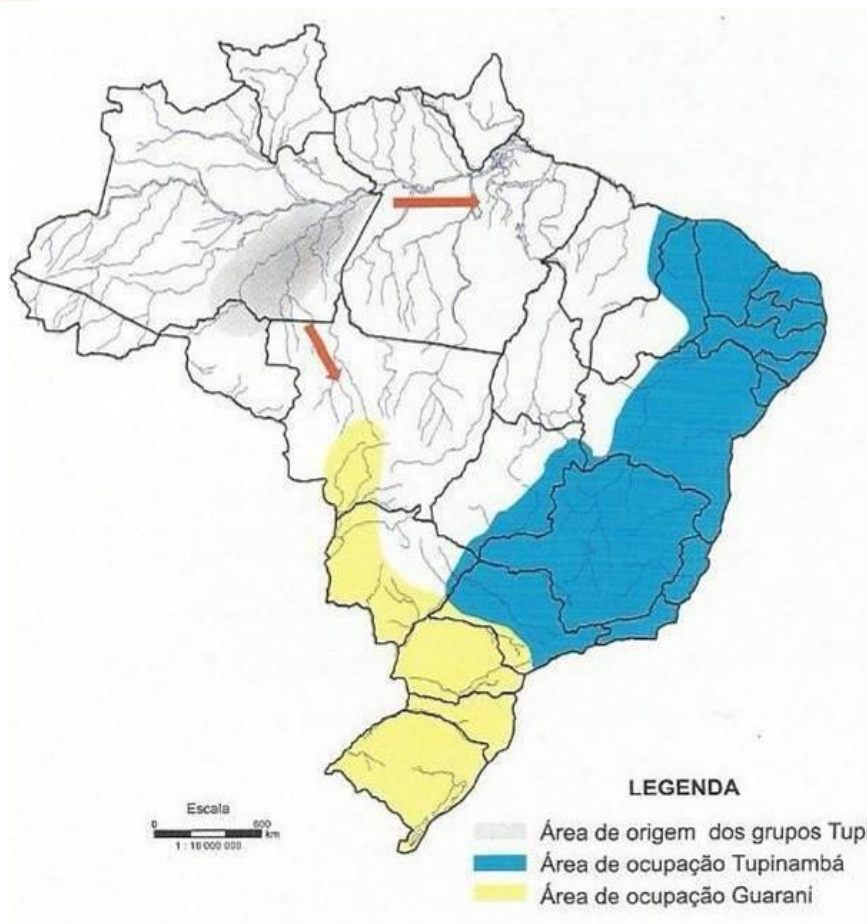 Escala
0 600
km
1 : 16 000 000
LEGENDA
Área de origem dos grupos Tup
Área de ocupação Tupinambá
Área de ocupação Guarani